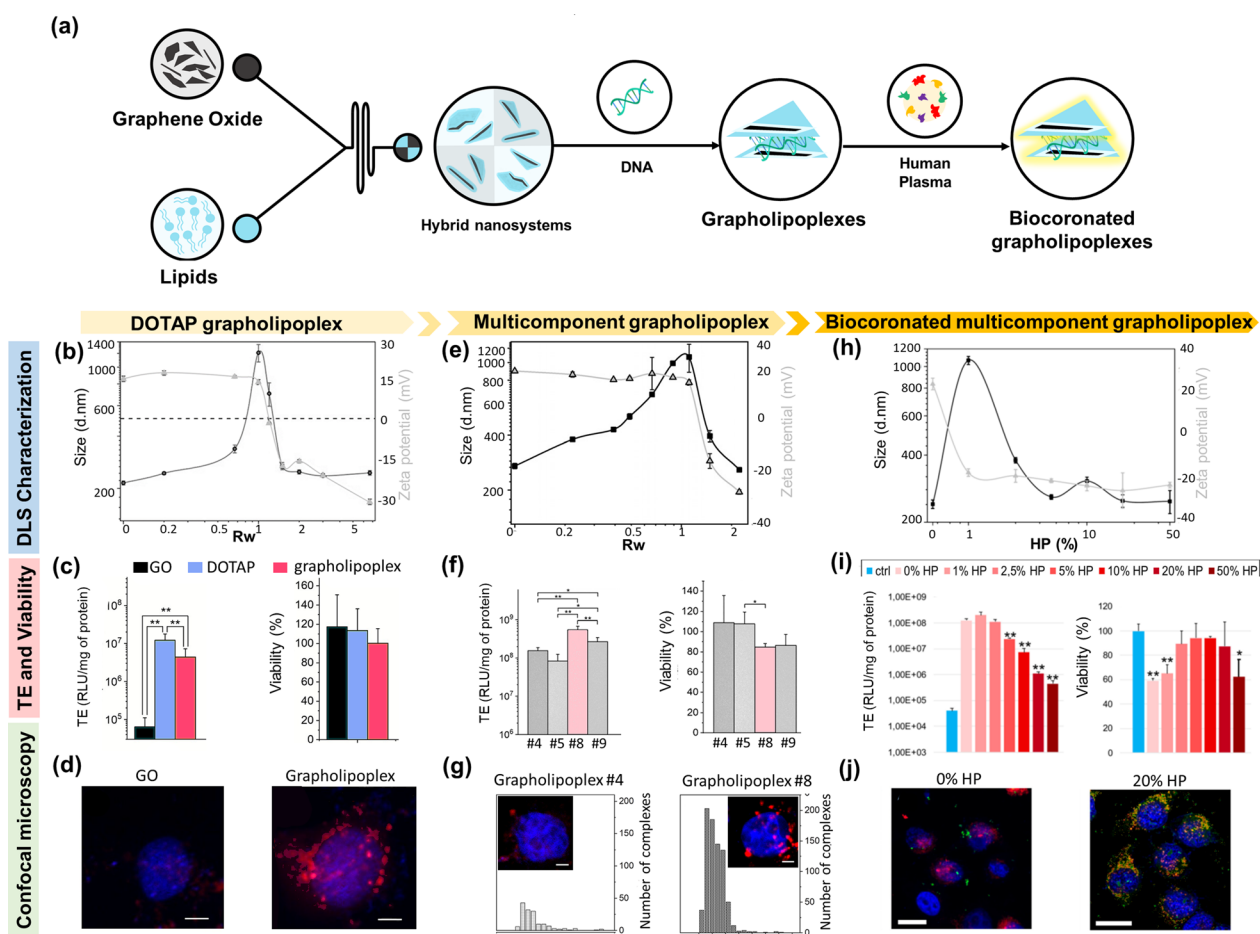 (a)
Graphene Oxide
Lipids
Hybrid nanosystems
DNA
Grapholipoplexes
Human
Plasma
Biocoronated
grapholipoplexes
DOTAP grapholipoplex
Multicomponent grapholipoplex
Biocoronated multicomponent grapholipoplex
DLS Characterization
(b)
1400
1000
600
200
Size (d.nm)
30
15
0
-15
-30
Zeta potential (mV)
0
0.2
1
2
5
Rw
(e)
1200
1000
800
600
400
200
Size (d.nm)
40
20
0
-20
-40
Zeta potential (mV)
0
0.2
0.5
1
2
Rw
(h)
1200
1000
800
600
400
200
Size (d.nm)
40
20
0
-20
-40
Zeta potential (mV)
0
1
10
50
HP (%)
TE and Viability
(c)
GO
DOTAP
grapholipoplex
TE (RLU/mg of protein)
10⁸
10⁷
10⁶
10⁵
**
**
**
Viability (%)
120
100
80
60
40
20
0
(f)
TE (RLU/mg of protein)
10⁹
10⁸
10⁶
*
**
*
**
**
#4 #5 #8 #9
Viability (%)
120
100
80
60
40
20
0
*
#4 #5 #8 #9
(i)
ctrl
0% HP
1% HP
2,5% HP
5% HP
10% HP
20% HP
50% HP
TE (RLU/mg of protein)
1,00E+09
1,00E+08
1,00E+07
1,00E+06
1,00E+05
1,00E+04
1,00E+03
**
**
**
**
Viability (%)
120
100
80
60
40
20
0
**
**
*
Confocal microscopy
(d)
GO
Grapholipoplex
(g)
Grapholipoplex #4
200
150
100
50
0
Number of complexes
Grapholipoplex #8
200
150
100
50
0
Number of complexes
(j)
0% HP
20% HP